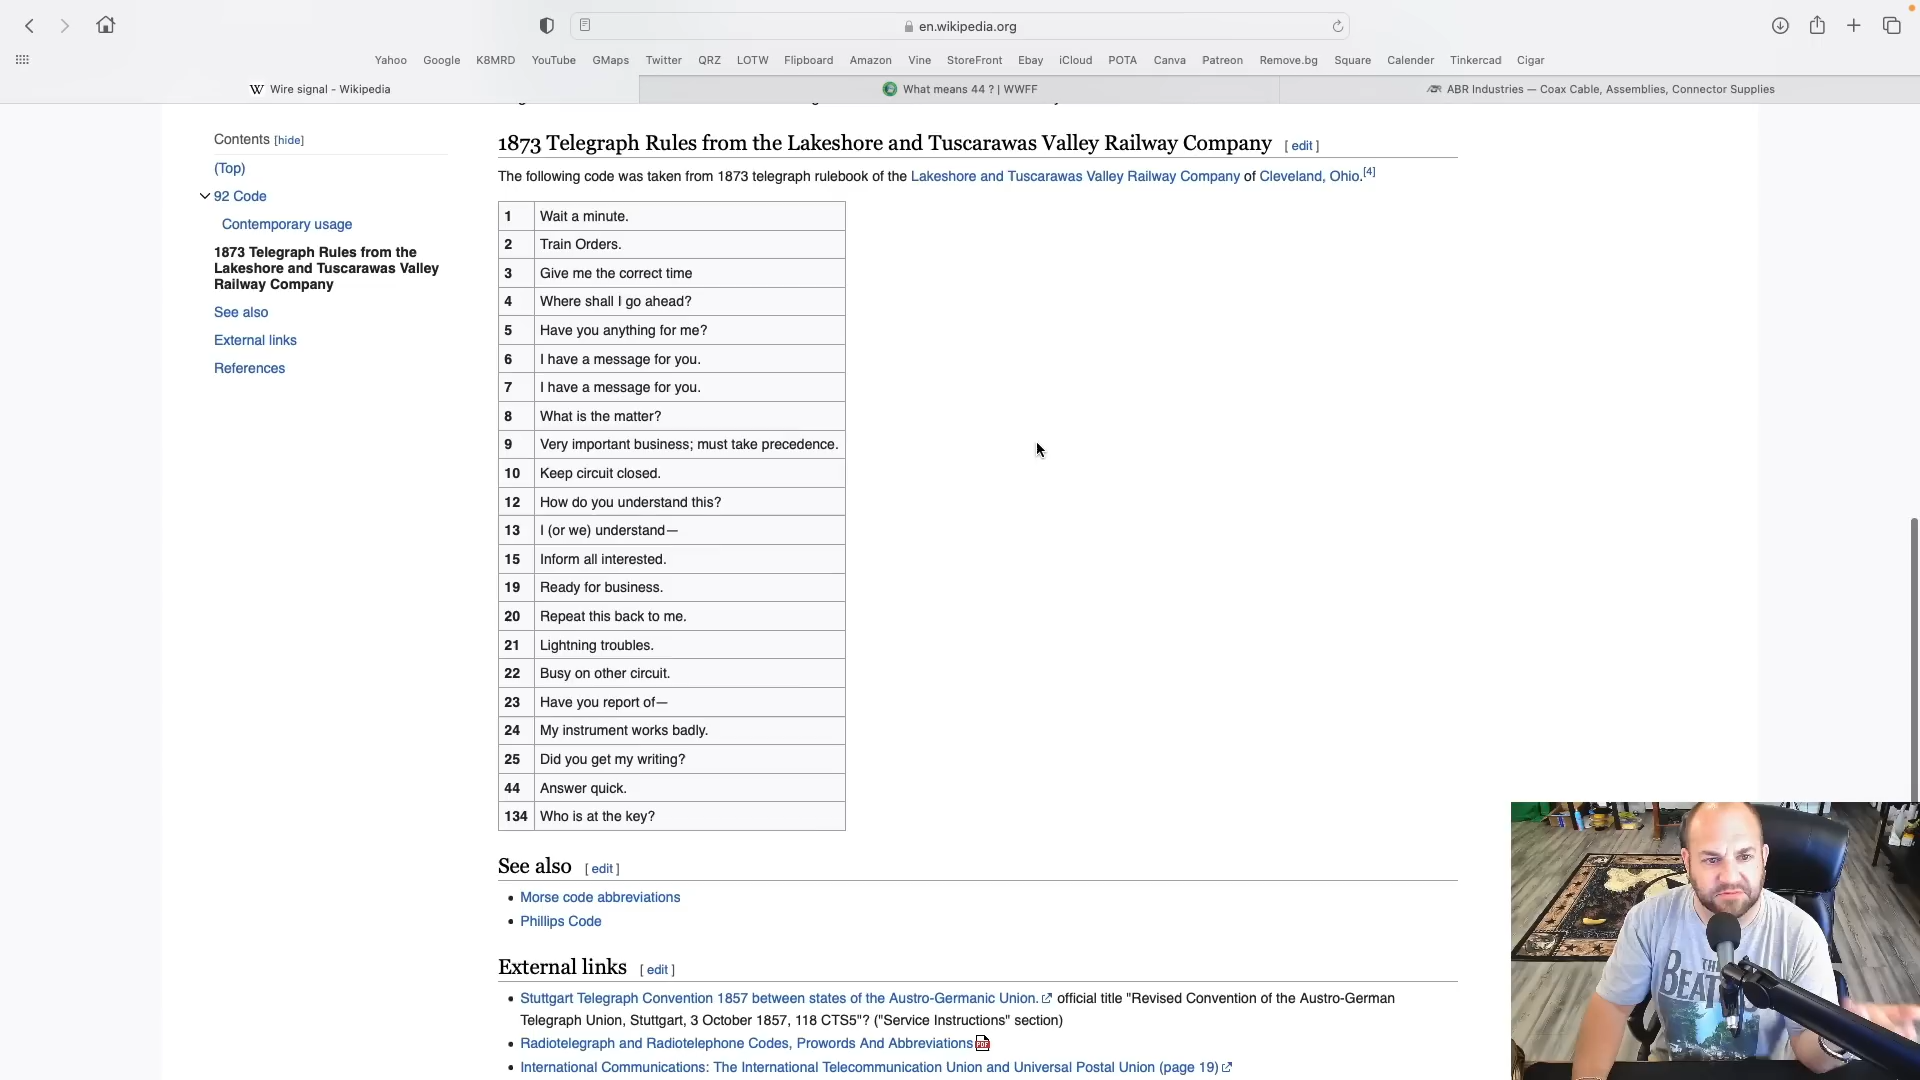 en.wikipedia.org
Yahoo Google K8MRD YouTube GMaps Twitter QRZ LOTW Flipboard Amazon Vine StoreFront Ebay iCloud POTA Canva Patreon Remove.bg Square Calender Tinkercad Cigar
W Wire signal - Wikipedia
What means 44 ? | WWFF
ABR Industries — Coax Cable, Assemblies, Connector Supplies
Contents [hide]
(Top)
92 Code
Contemporary usage
1873 Telegraph Rules from the
Lakeshore and Tuscarawas Valley
Railway Company
See also
External links
References
1873 Telegraph Rules from the Lakeshore and Tuscarawas Valley Railway Company [ edit ]
The following code was taken from 1873 telegraph rulebook of the Lakeshore and Tuscarawas Valley Railway Company of Cleveland, Ohio.[4]
1 Wait a minute.
2 Train Orders.
3 Give me the correct time
4 Where shall I go ahead?
5 Have you anything for me?
6 I have a message for you.
7 I have a message for you.
8 What is the matter?
9 Very important business; must take precedence.
10 Keep circuit closed.
12 How do you understand this?
13 I (or we) understand—
15 Inform all interested.
19 Ready for business.
20 Repeat this back to me.
21 Lightning troubles.
22 Busy on other circuit.
23 Have you report of—
24 My instrument works badly.
25 Did you get my writing?
44 Answer quick.
134 Who is at the key?
See also [ edit ]
• Morse code abbreviations
• Phillips Code
External links [ edit ]
• Stuttgart Telegraph Convention 1857 between states of the Austro-Germanic Union. official title "Revised Convention of the Austro-German
Telegraph Union, Stuttgart, 3 October 1857, 118 CTS5"? ("Service Instructions" section)
• Radiotelegraph and Radiotelephone Codes, Prowords And Abbreviations
• International Communications: The International Telecommunication Union and Universal Postal Union (page 19)
THE